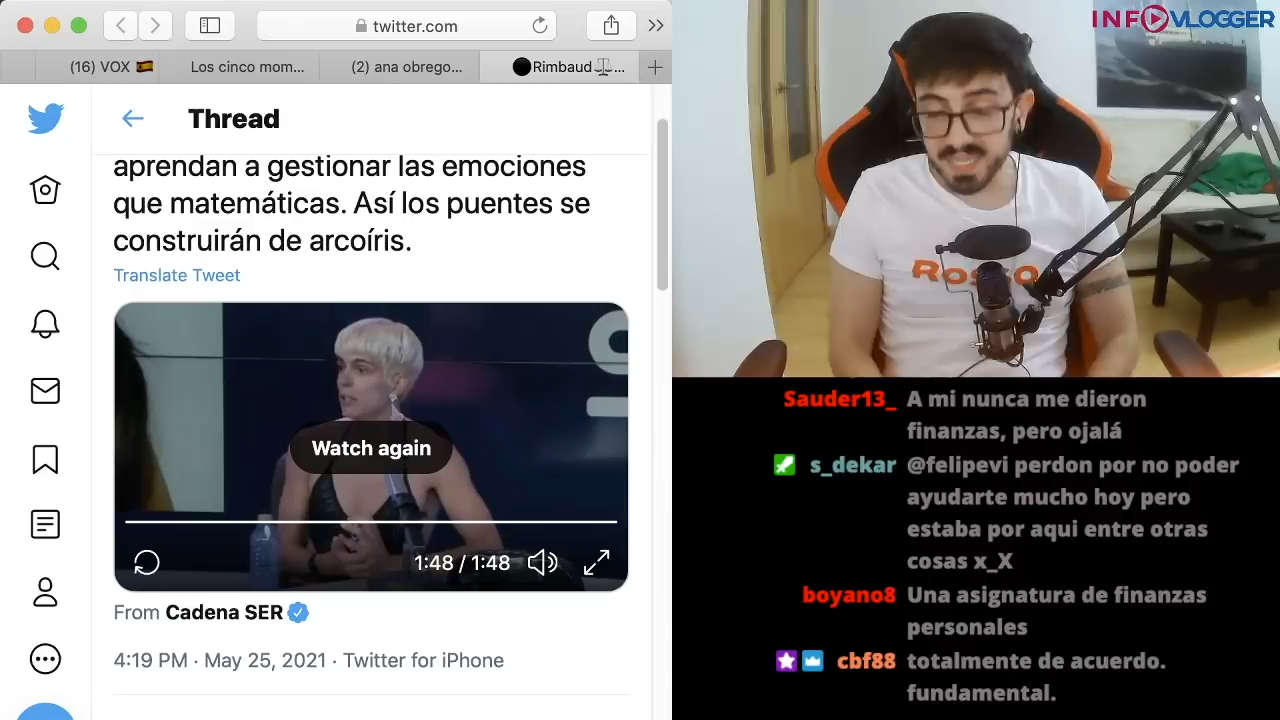 twitter.com
(16) VOX 🇪🇸
Los cinco mom...
(2) ana obrego...
Rimbaud ...
Thread
aprendan a gestionar las emociones
que matemáticas. Así los puentes se
construirán de arcoíris.
Translate Tweet
Watch again
1:48 / 1:48
From Cadena SER
4:19 PM · May 25, 2021 · Twitter for iPhone
INFOVLOGGER
Sauder13_ A mi nunca me dieron
finanzas, pero ojalá
s_dekar @felipevi perdon por no poder
ayudarte mucho hoy pero
estaba por aqui entre otras
cosas x_X
boyano8 Una asignatura de finanzas
personales
cbf88 totalmente de acuerdo.
fundamental.